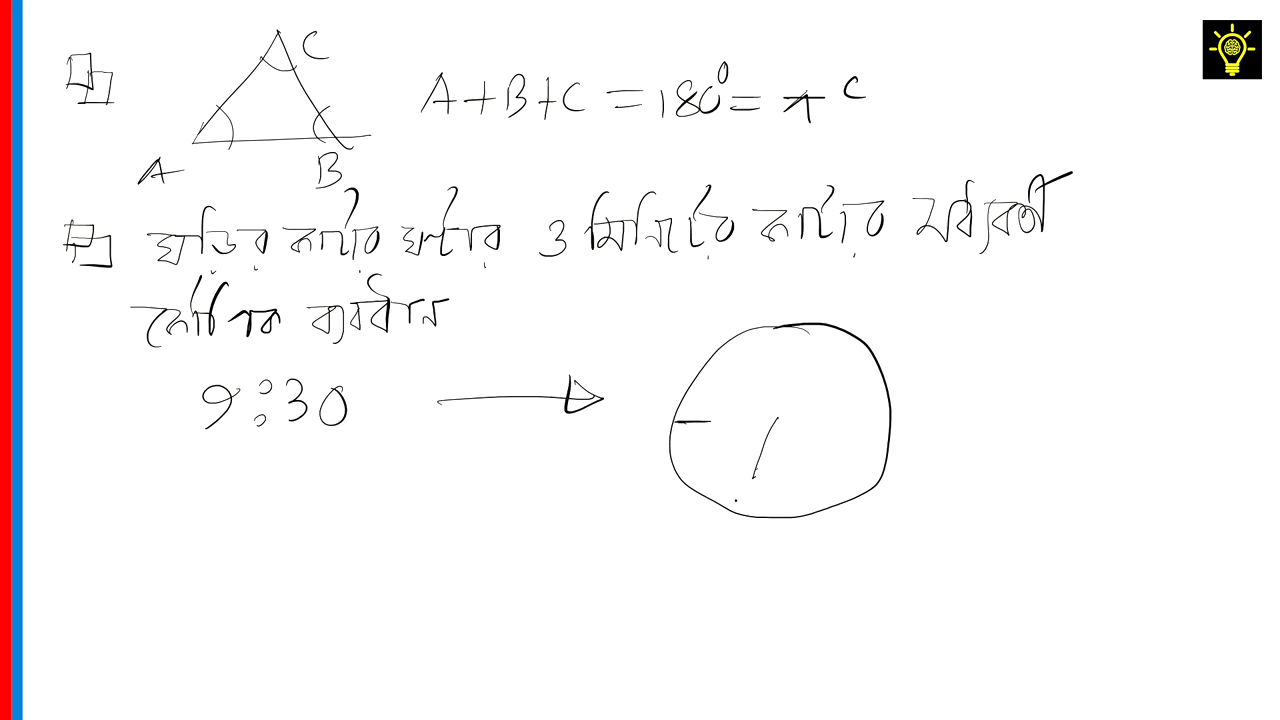 C
A+B+C = 180° = π ᶜ
A B
ঘড়ির কাটার ঘন্টার ও মিনিটের কাটার মধ্যবর্তী
কৌণিক ব্যবধান
9:30